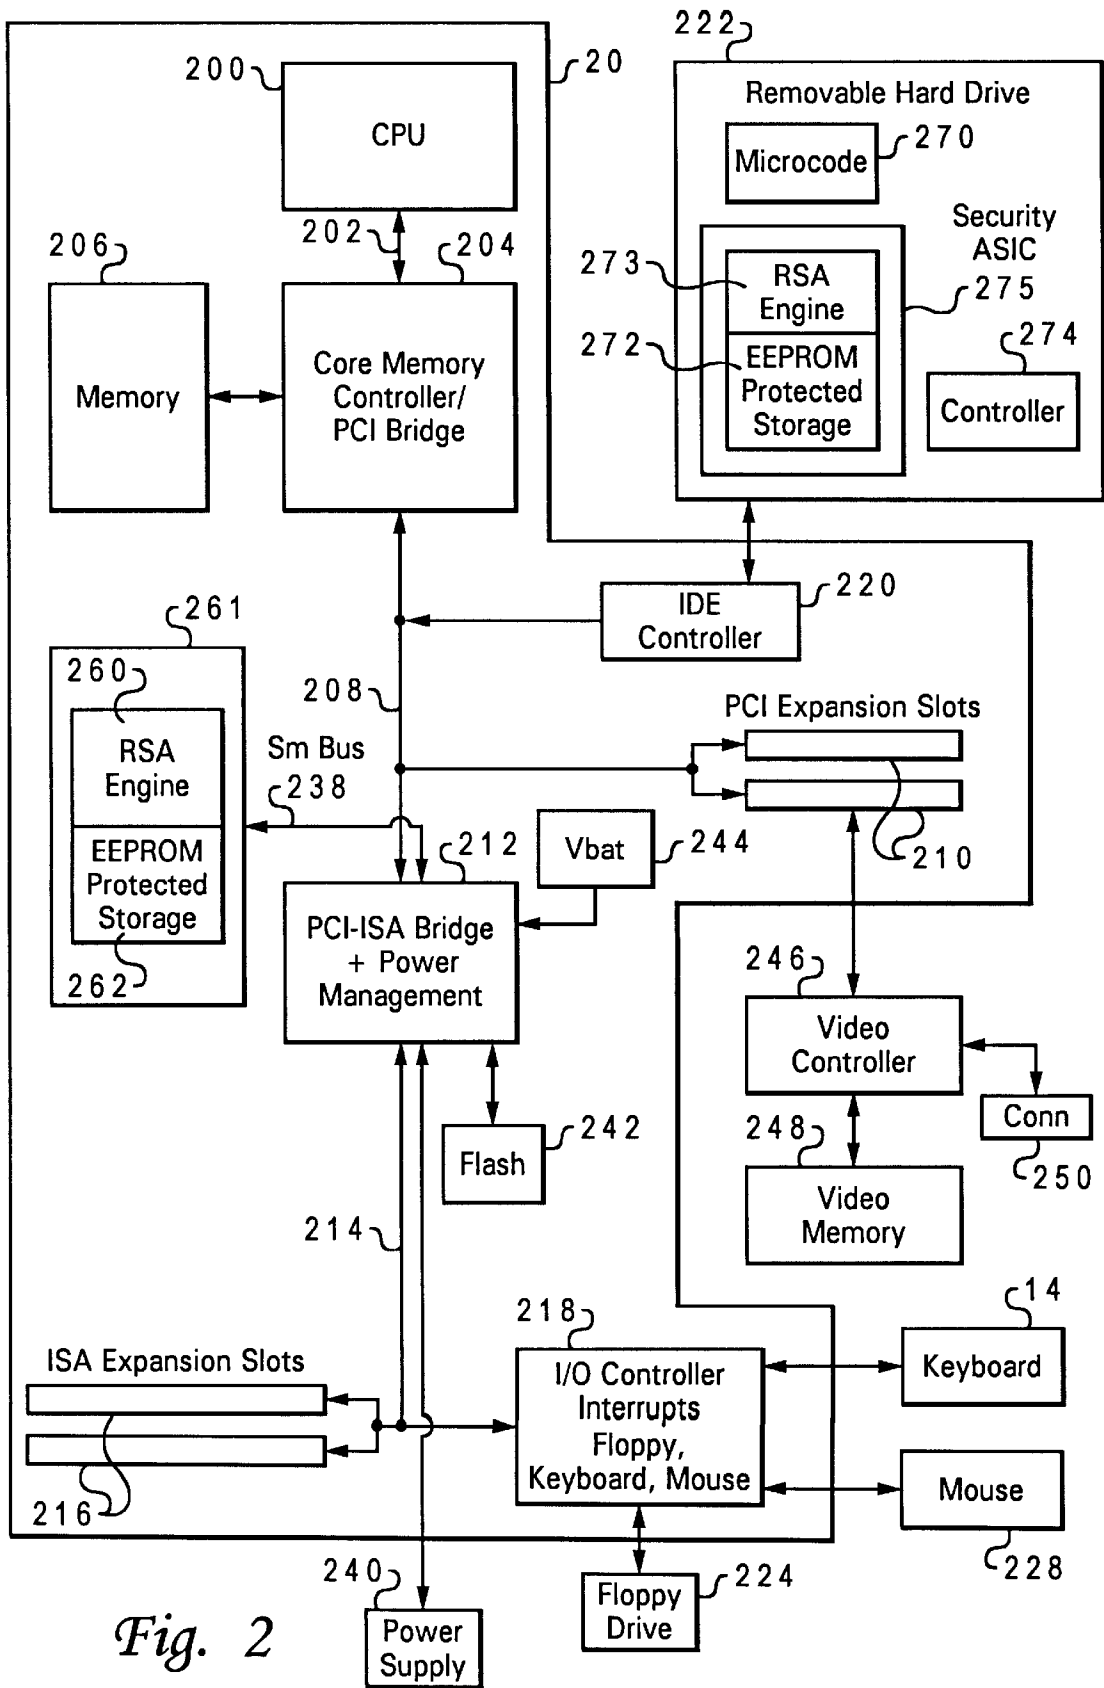 222
200
20
Removable Hard Drive
CPU
Microcode
270
202
204
206
Security
ASIC
273
RSA
Engine
275
272
EEPROM
Protected
Storage
274
Controller
Memory
Core Memory
Controller/
PCI Bridge
IDE
Controller
220
261
260
RSA
Engine
208
PCI Expansion Slots
Sm Bus
238
EEPROM
Protected
Storage
262
212
Vbat
244
210
PCI-ISA Bridge
+ Power
Management
246
Video
Controller
Flash
242
Conn
250
248
Video
Memory
214
218
14
ISA Expansion Slots
I/O Controller
Interrupts
Floppy,
Keyboard, Mouse
Keyboard
216
Mouse
228
240
Floppy
Drive
224
Power
Supply
Fig. 2